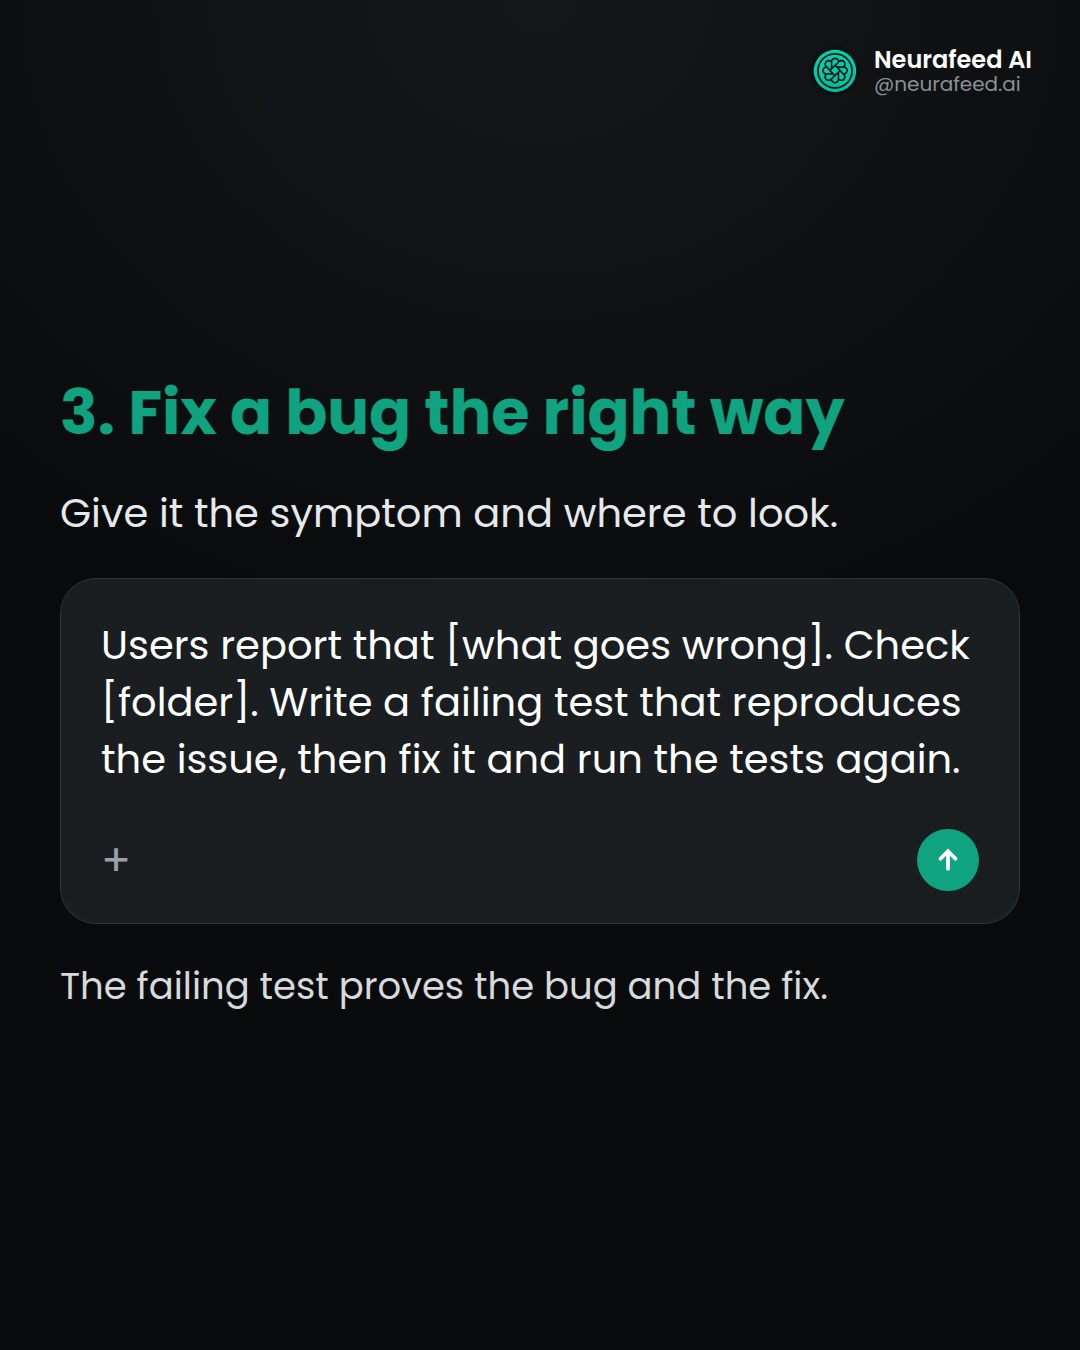 Neurafeed AI
@neurafeed.ai
3. Fix a bug the right way
Give it the symptom and where to look.
Users report that [what goes wrong]. Check
[folder]. Write a failing test that reproduces
the issue, then fix it and run the tests again.
+
The failing test proves the bug and the fix.